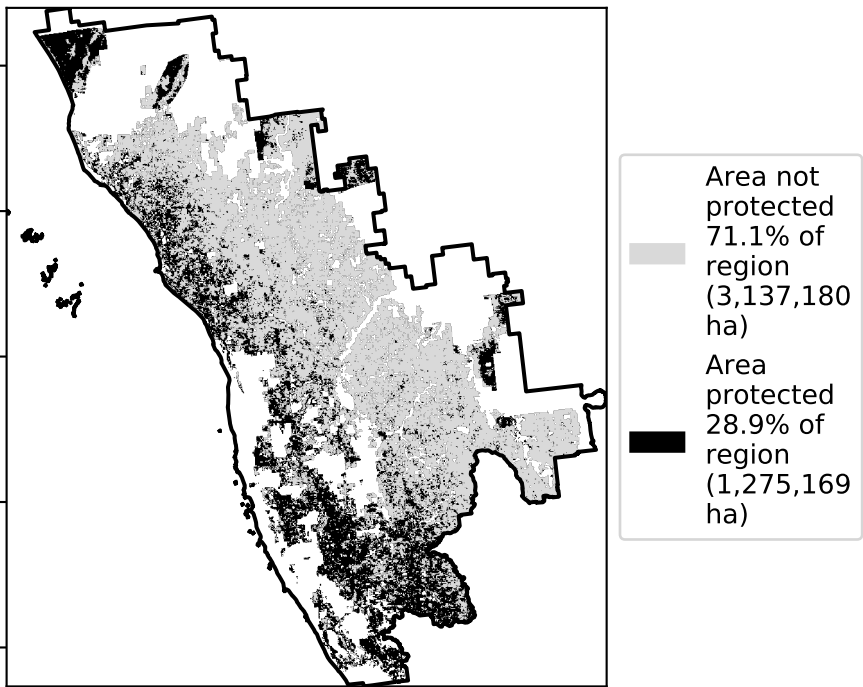 Area not
protected
71.1% of
region
(3,137,180
ha)
Area
protected
28.9% of
region
(1,275,169
ha)